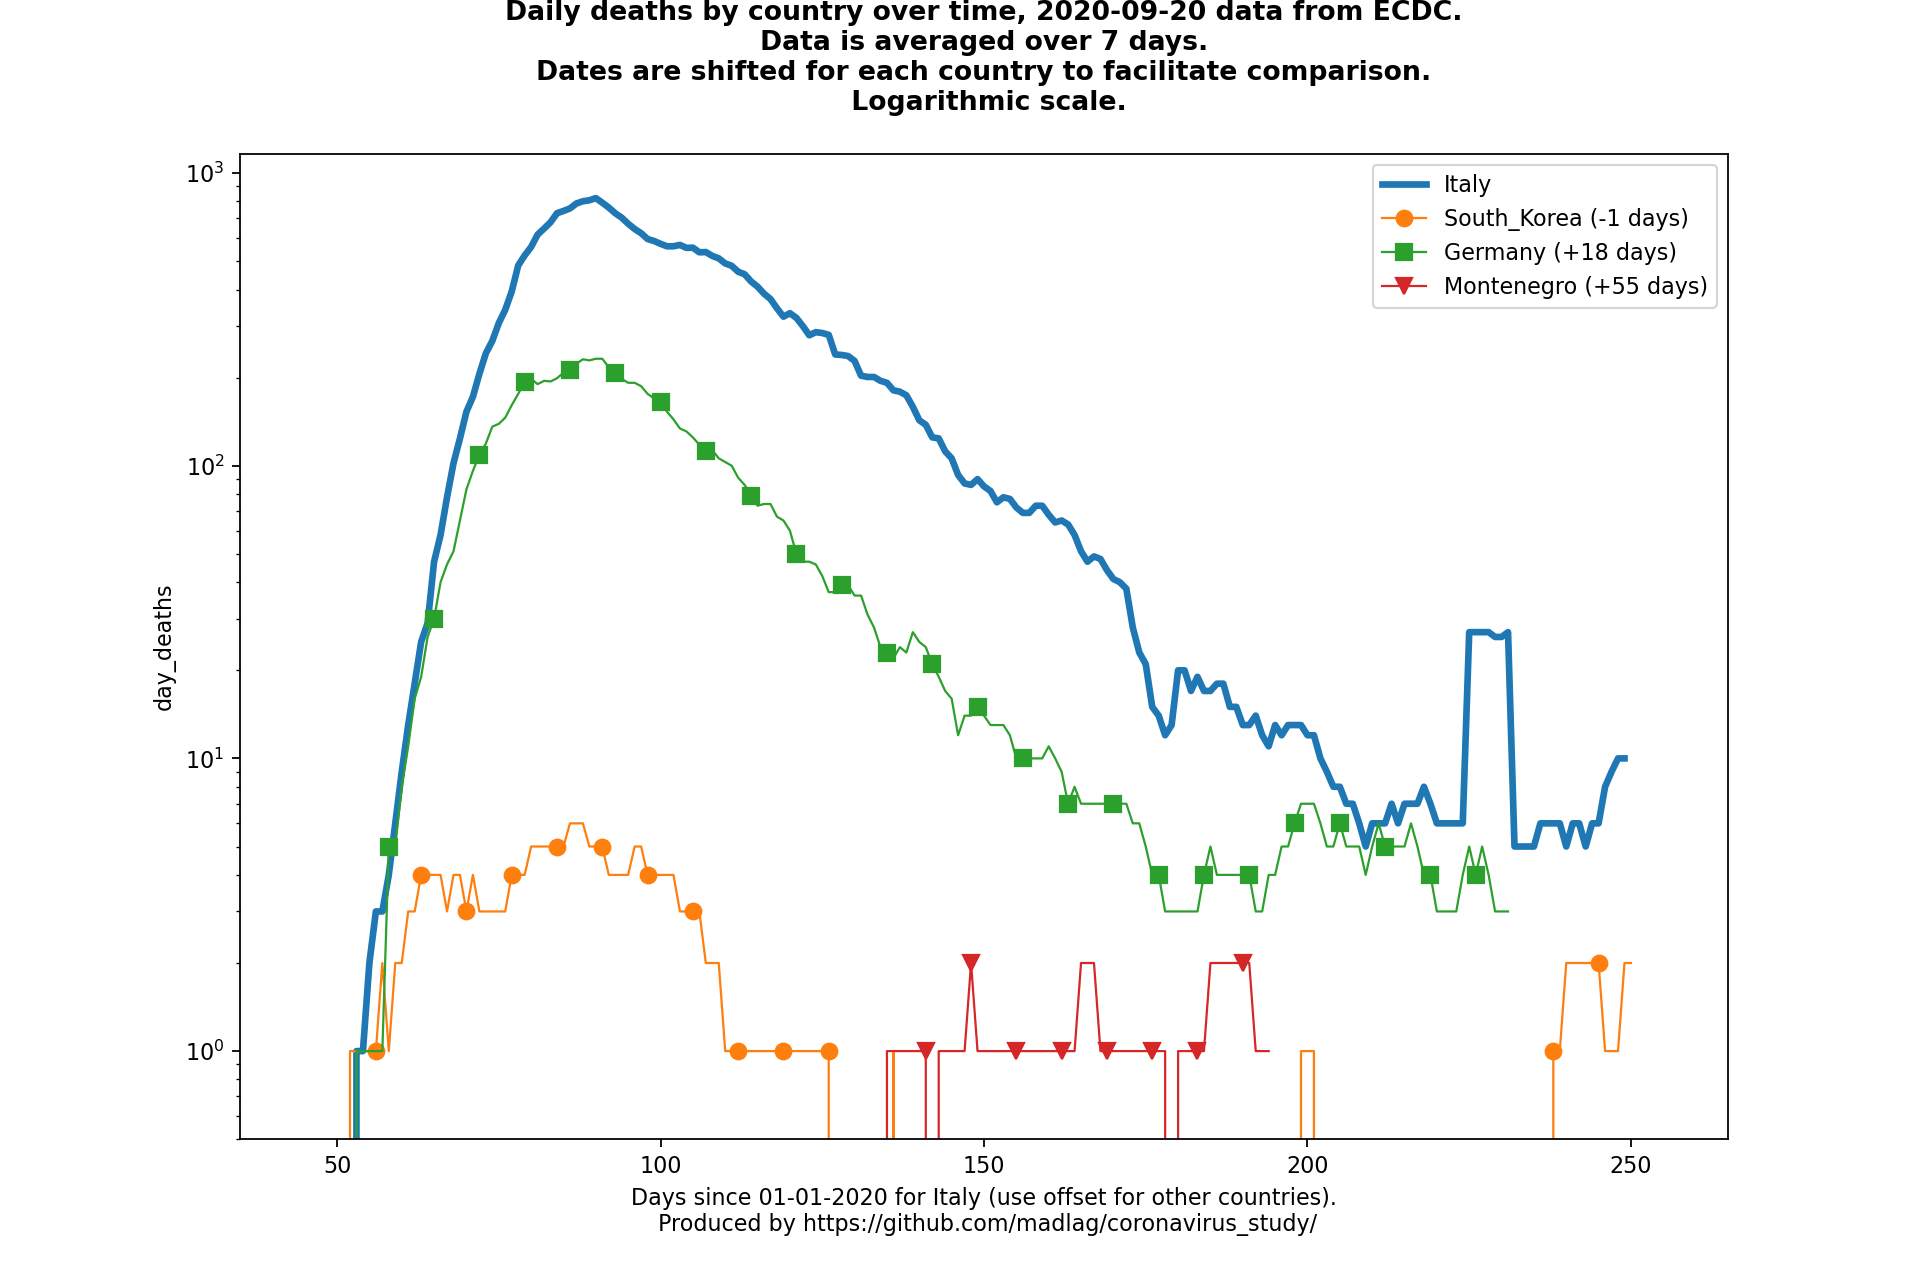 Daily deaths by country over time, 2020-09-20 data from ECDC.
Data is averaged over 7 days.
Dates are shifted for each country to facilitate comparison.
Logarithmic scale.
10³
10²
10¹
10⁰
day_deaths
Italy
South_Korea (-1 days)
Germany (+18 days)
Montenegro (+55 days)
50 100 150 200 250
Days since 01-01-2020 for Italy (use offset for other countries).
Produced by https://github.com/madlag/coronavirus_study/